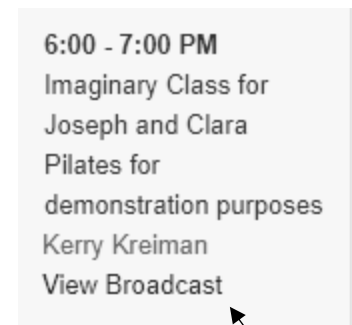 6:00 - 7:00 PM
Imaginary Class for
Joseph and Clara
Pilates for
demonstration purposes
Kerry Kreiman
View Broadcast